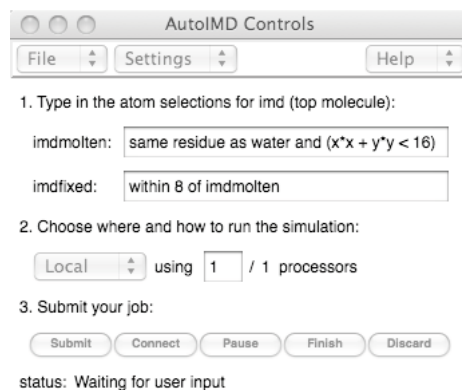 AutoIMD Controls
File Settings Help
1. Type in the atom selections for imd (top molecule):
imdmolten: same residue as water and (x*x + y*y < 16)
imdfixed: within 8 of imdmolten
2. Choose where and how to run the simulation:
Local using 1 / 1 processors
3. Submit your job:
Submit Connect Pause Finish Discard
status: Waiting for user input